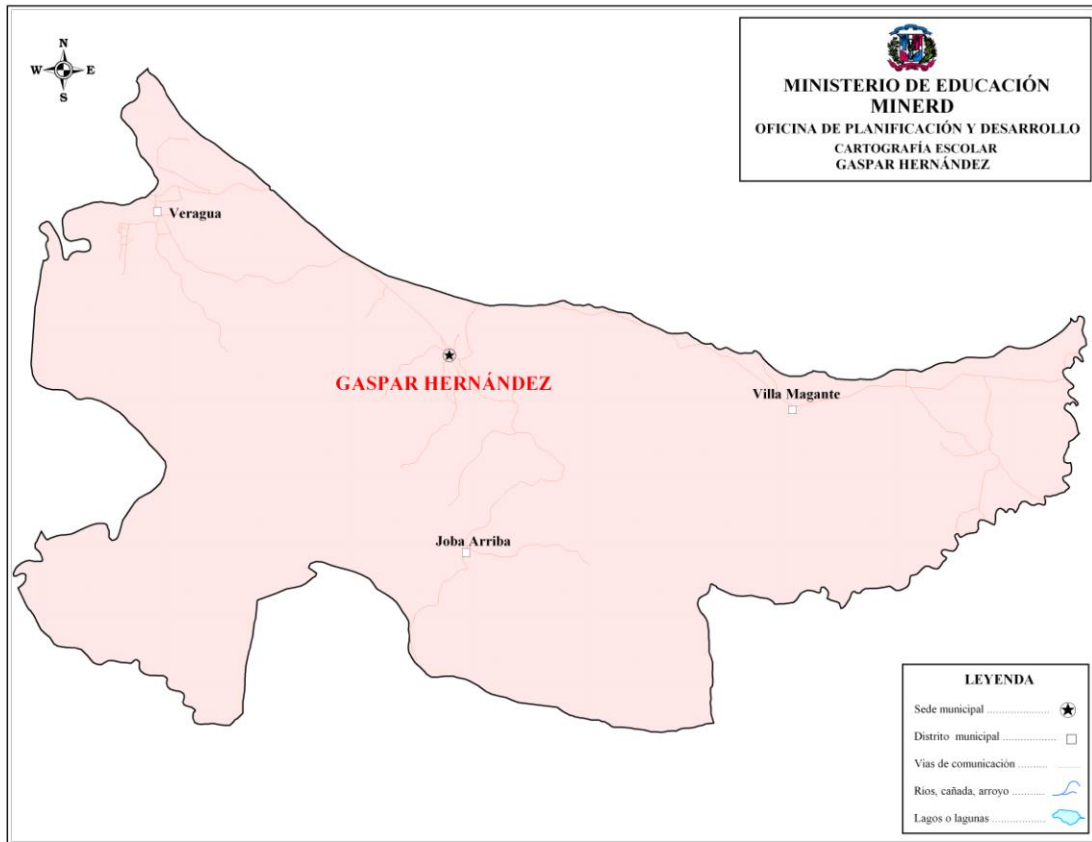 N
W E
S
MINISTERIO DE EDUCACIÓN
MINERD
OFICINA DE PLANIFICACIÓN Y DESARROLLO
CARTOGRAFÍA ESCOLAR
GASPAR HERNÁNDEZ
Veragua
GASPAR HERNÁNDEZ
Villa Magante
Joba Arriba
LEYENDA
Sede municipal .....................
Distrito municipal ..................
Vias de comunicación ..........
Rios, cañada, arroyo ............
Lagos o lagunas ...................